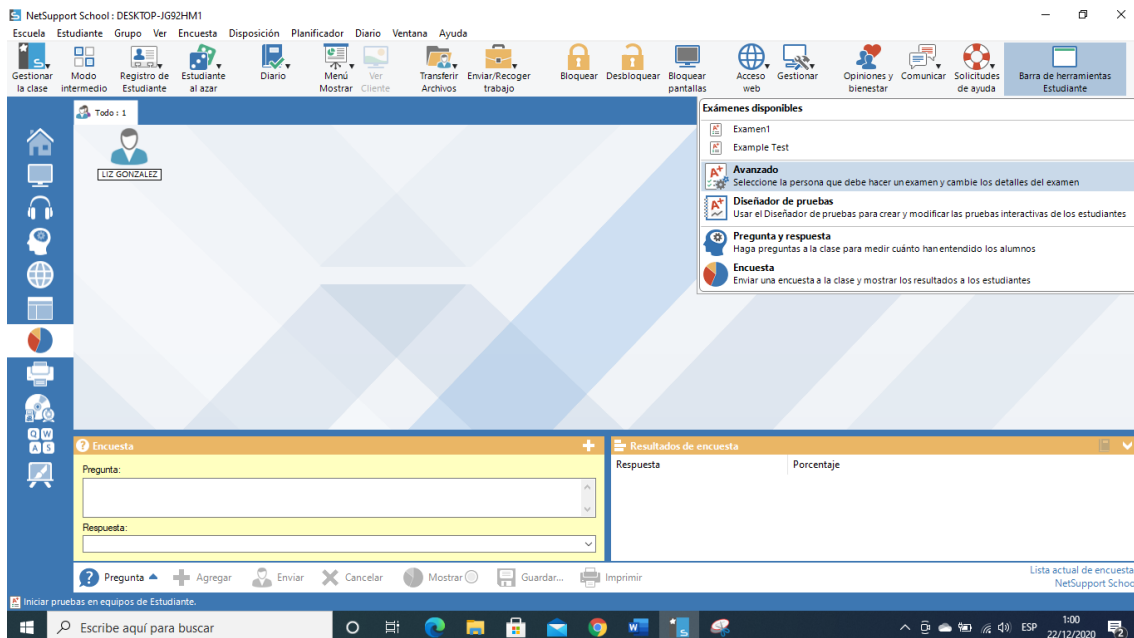 NetSupport School : DESKTOP-JG92HM1
Escuela Estudiante Grupo Ver Encuesta Disposición Planificador Diario Ventana Ayuda
Gestionar la clase
Modo intermedio
Registro de Estudiante
Estudiante al azar
Diario
Menú Mostrar
Ver Cliente
Transferir Archivos
Enviar/Recoger trabajo
Bloquear
Desbloquear
Bloquear pantallas
Acceso web
Gestionar
Opiniones y bienestar
Comunicar
Solicitudes de ayuda
Barra de herramientas Estudiante
Todo : 1
LIZ GONZALEZ
Exámenes disponibles
Examen1
Example Test
Avanzado
Seleccione la persona que debe hacer un examen y cambie los detalles del examen
Diseñador de pruebas
Usar el Diseñador de pruebas para crear y modificar las pruebas interactivas de los estudiantes
Pregunta y respuesta
Haga preguntas a la clase para medir cuánto han entendido los alumnos
Encuesta
Enviar una encuesta a la clase y mostrar los resultados a los estudiantes
Q W
A S
Encuesta
Pregunta:
Respuesta:
Resultados de encuesta
Respuesta Porcentaje
Pregunta Agregar Enviar Cancelar Mostrar Guardar... Imprimir
Lista actual de encuesta
NetSupport Schoo
Iniciar pruebas en equipos de Estudiante.
Escribe aquí para buscar
ESP
1:00
22/12/2020
2